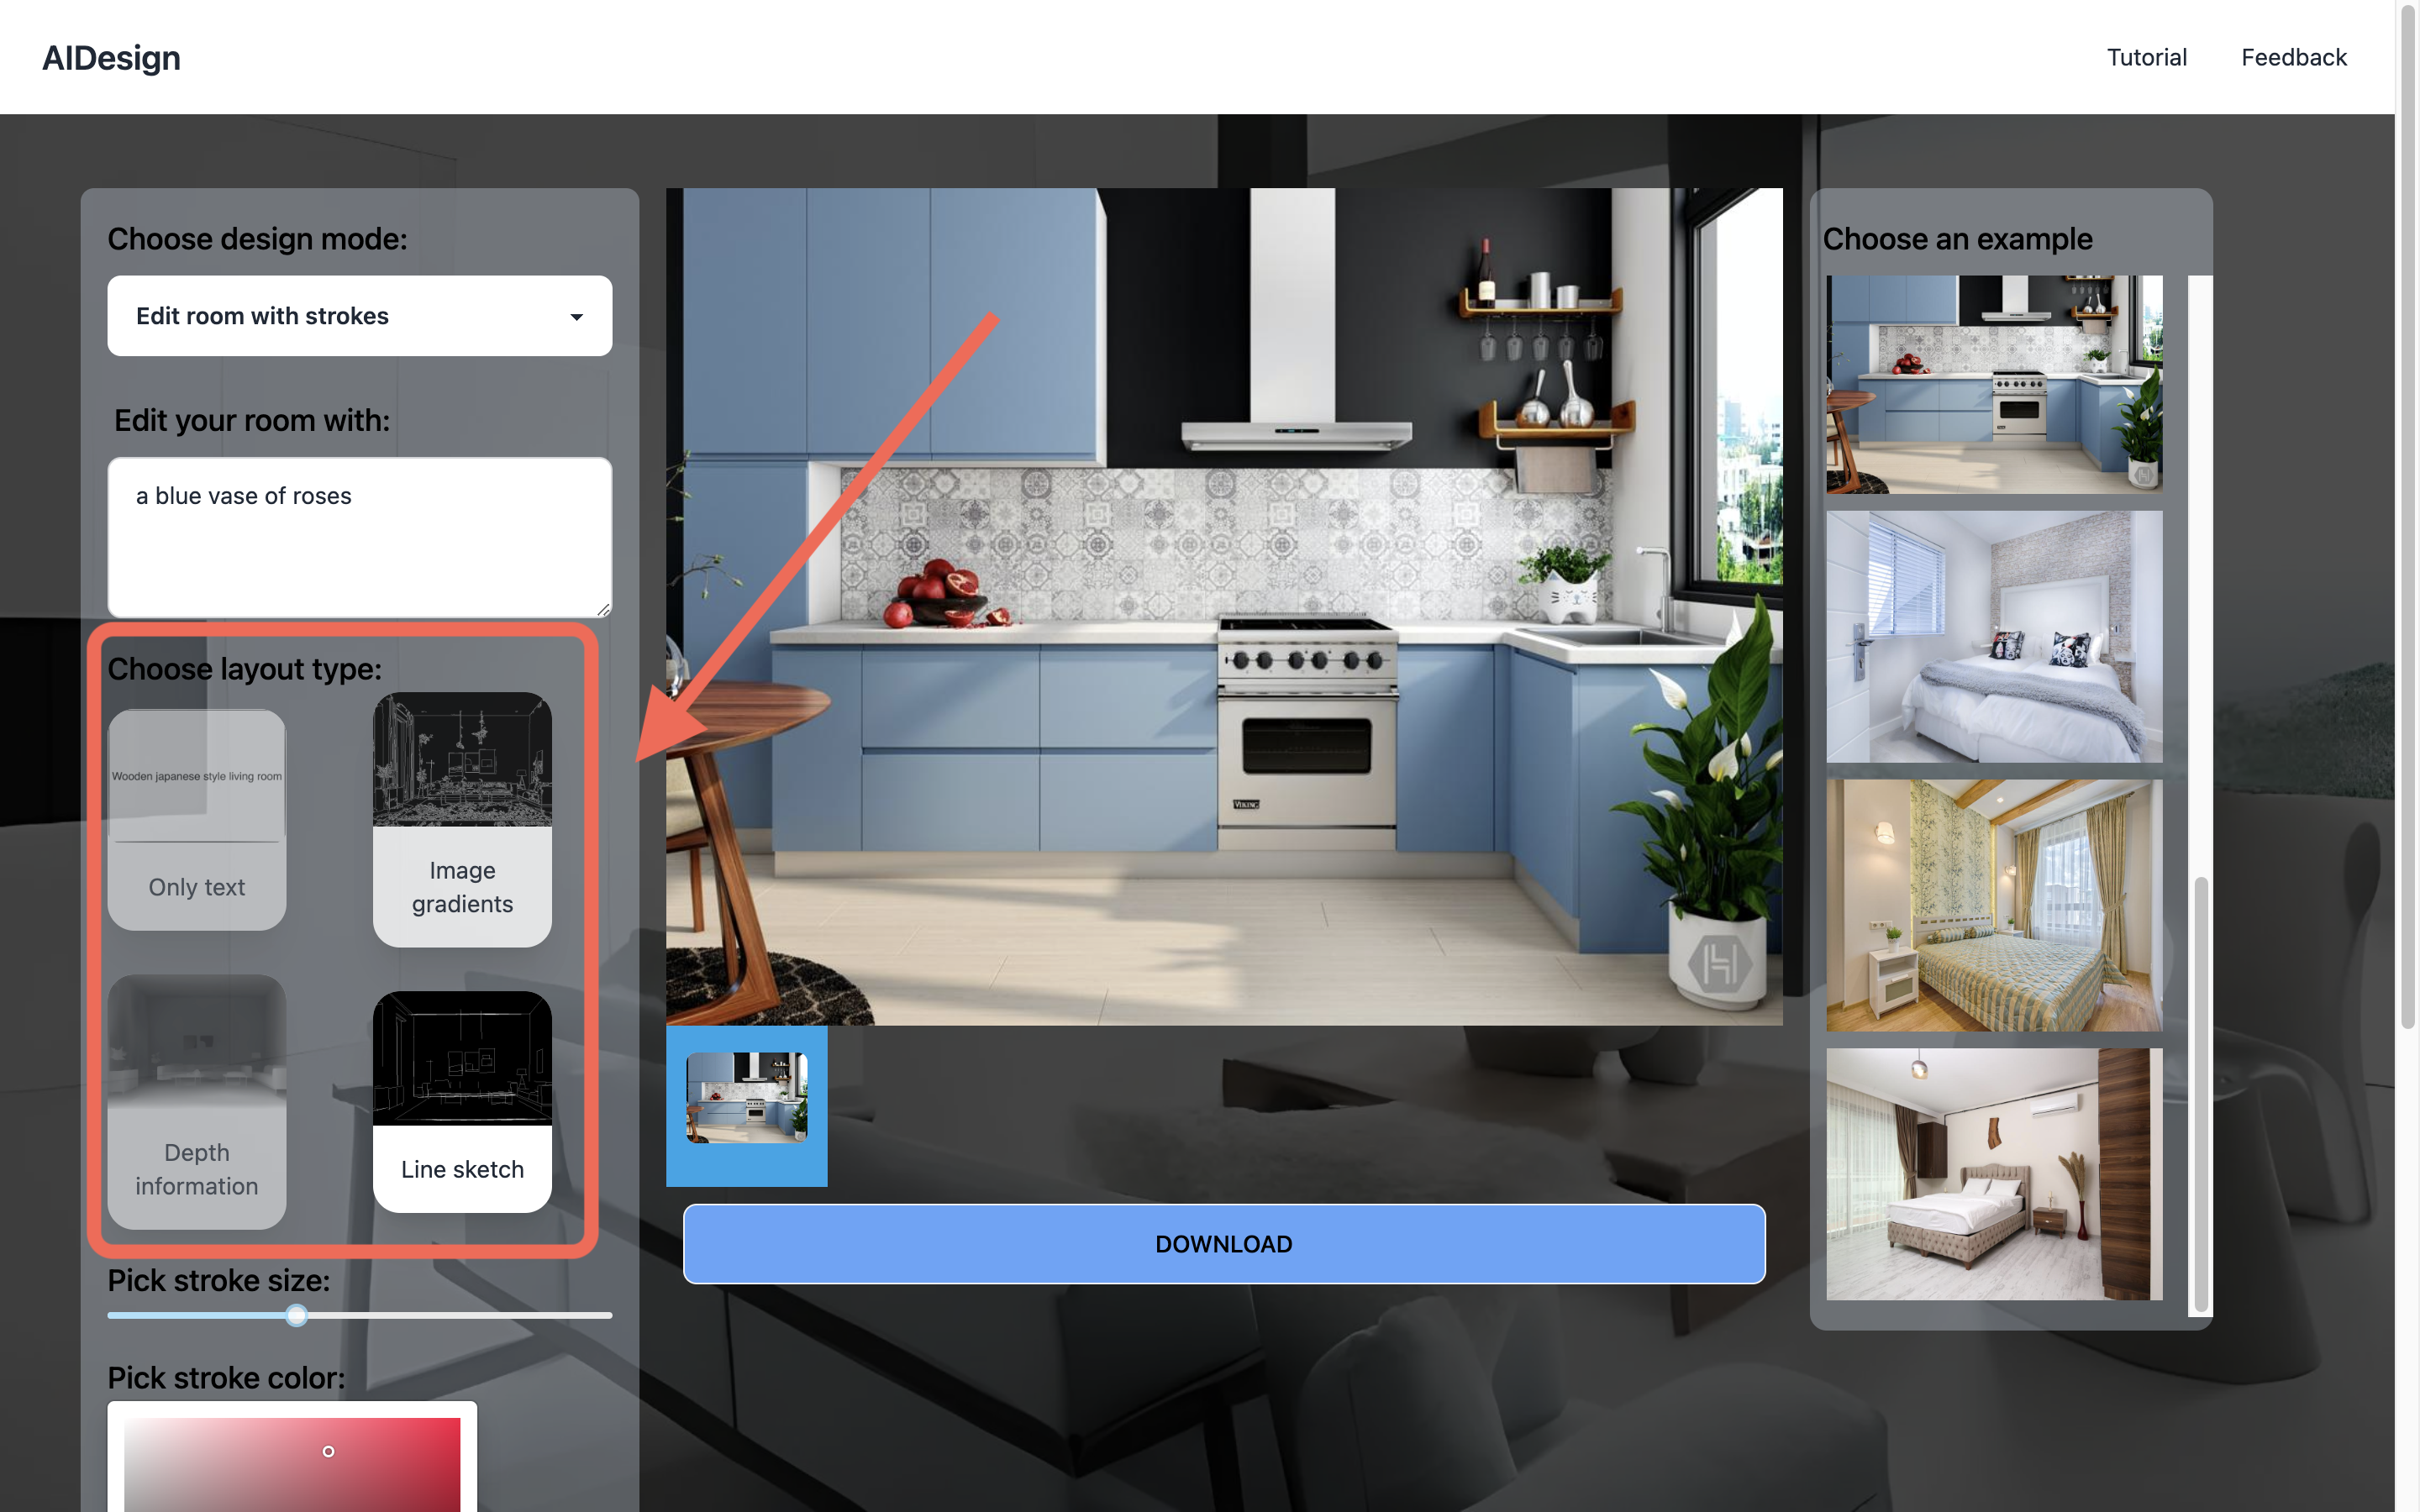 AIDesign
Tutorial
Feedback
Choose design mode:
Edit room with strokes
Edit your room with:
a blue vase of roses
Choose layout type:
Wooden japanese style living room
Only text
Image
gradients
Depth
information
Line sketch
Pick stroke size:
Pick stroke color:
VIKING
DOWNLOAD
Choose an example